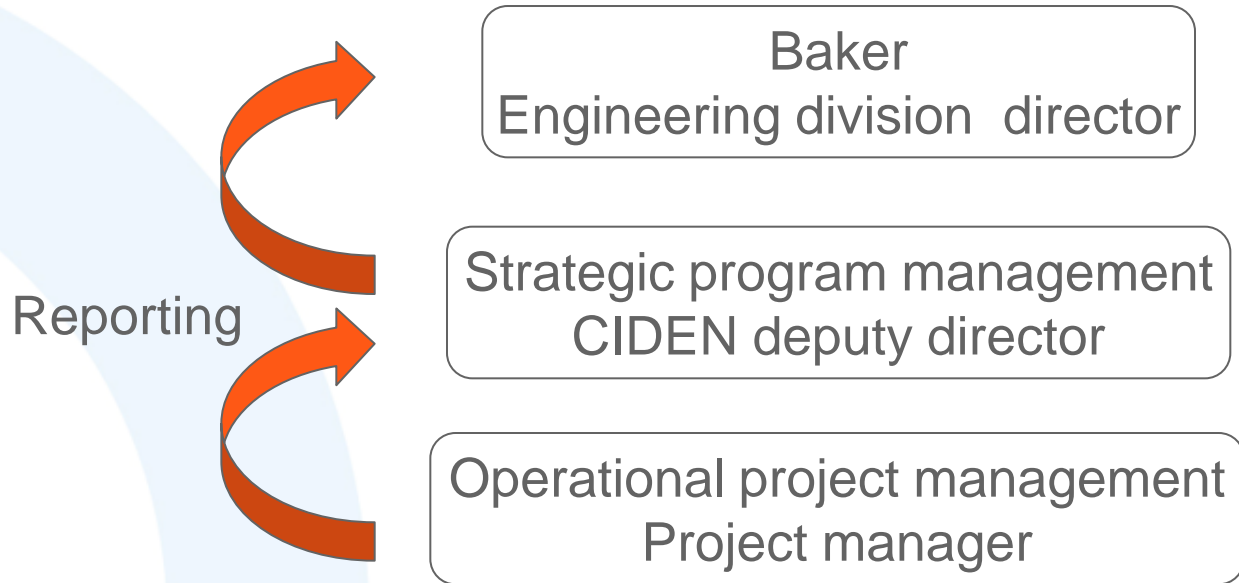 Baker
Engineering division director
Strategic program management
CIDEN deputy director
Reporting
Operational project management
Project manager